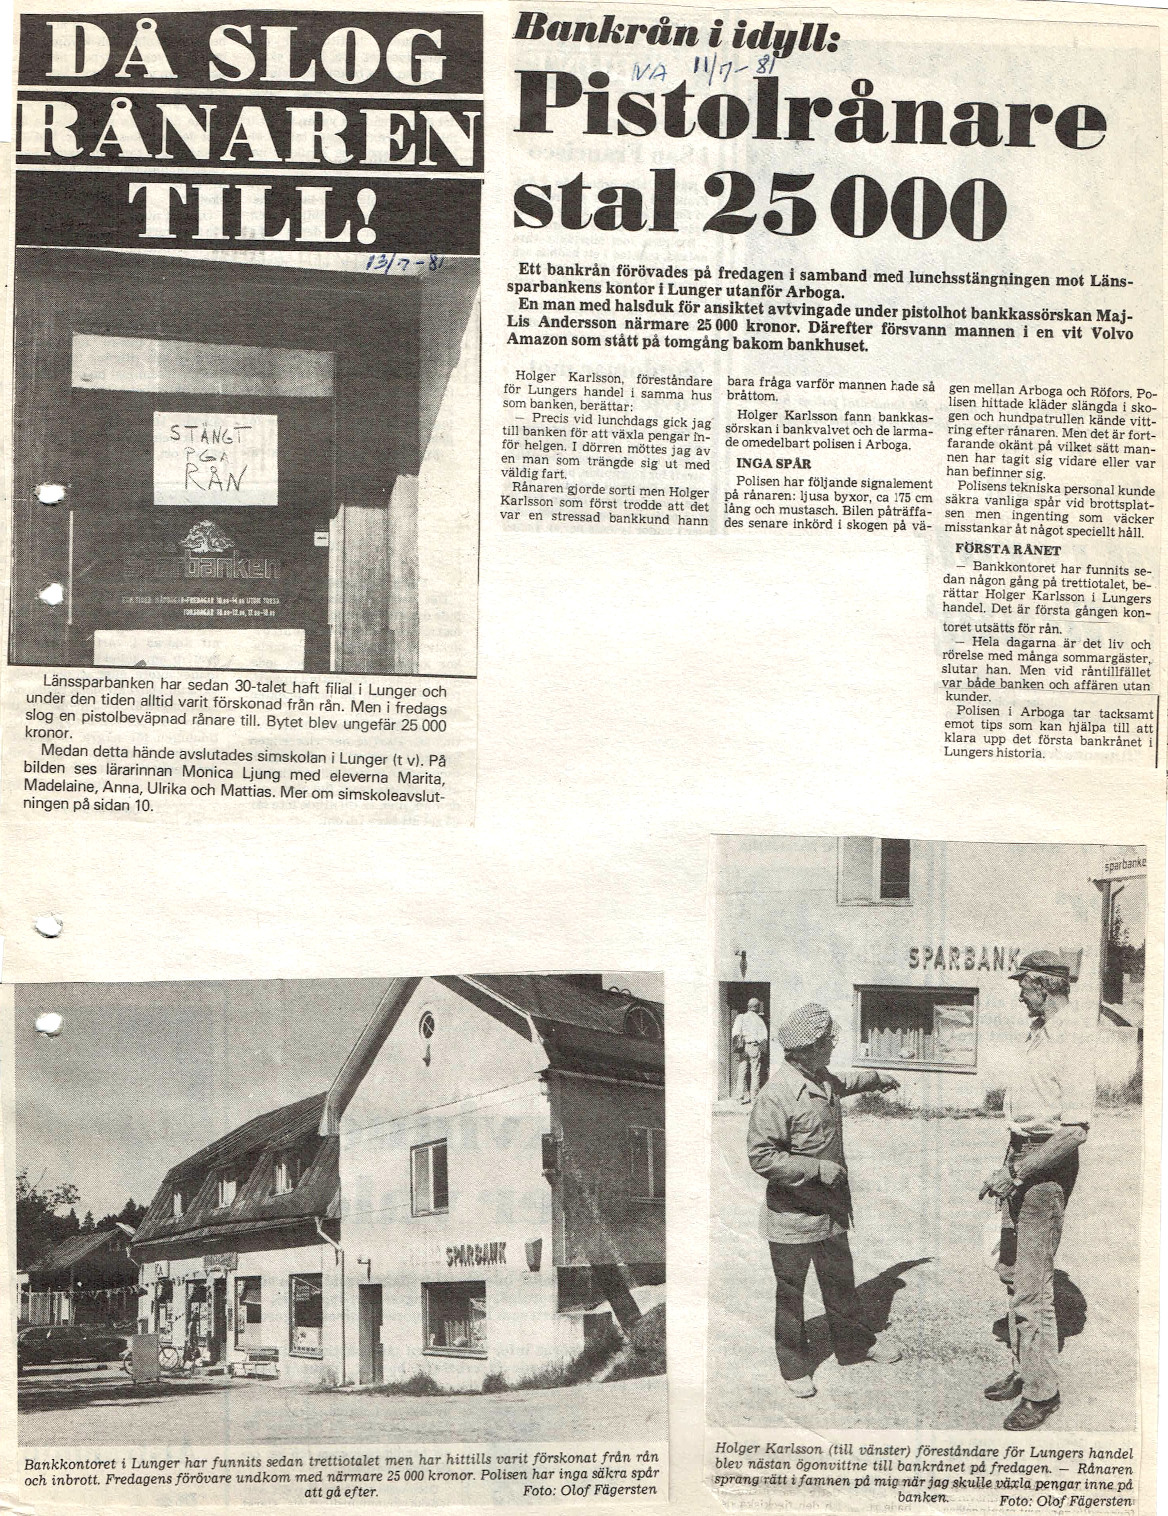 DÅ SLOG
RÅNAREN
TILL!
13/7-81
STÄNGT
PGA
RÅN
sparbanken
Länssparbanken har sedan 30-talet haft filial i Lunger och
under den tiden alltid varit förskonad från rån. Men i fredags
slog en pistolbeväpnad rånare till. Bytet blev ungefär 25 000
kronor.
Medan detta hände avslutades simskolan i Lunger (t v). På
bilden ses lärarinnan Monica Ljung med eleverna Marita,
Madelaine, Anna, Ulrika och Mattias. Mer om simskoleavslut-
ningen på sidan 10.
Bankrån i idyll:
NA 11/7-81
Pistolrånare
stal 25 000
Ett bankrån förövades på fredagen i samband med lunchsstängningen mot Läns-
sparbankens kontor i Lunger utanför Arboga.
En man med halsduk för ansiktet avtvingade under pistolhot bankkassörskan Maj-
Lis Andersson närmare 25 000 kronor. Därefter försvann mannen i en vit Volvo
Amazon som stått på tomgång bakom bankhuset.
Holger Karlsson, föreståndare
för Lungers handel i samma hus
som banken, berättar:
— Precis vid lunchdags gick jag
till banken för att växla pengar in-
för helgen. I dörren möttes jag av
en man som trängde sig ut med
väldig fart.
Rånaren gjorde sorti men Holger
Karlsson som först trodde att det
var en stressad bankkund hann
bara fråga varför mannen hade så
bråttom.
Holger Karlsson fann bankkas-
sörskan i bankvalvet och de larma-
de omedelbart polisen i Arboga.
INGA SPÅR
Polisen har följande signalement
på rånaren: ljusa byxor, ca 175 cm
lång och mustasch. Bilen påträffa-
des senare inkörd i skogen på vä-
gen mellan Arboga och Röfors. Po-
lisen hittade kläder slängda i sko-
gen och hundpatrullen kände vitt-
ring efter rånaren. Men det är fort-
farande okänt på vilket sätt man-
nen har tagit sig vidare eller var
han befinner sig.
Polisens tekniska personal kunde
säkra vanliga spår vid brottsplat-
sen men ingenting som väcker
misstankar åt något speciellt håll.
FÖRSTA RÅNET
— Bankkontoret har funnits se-
dan någon gång på trettiotalet, be-
rättar Holger Karlsson i Lungers
handel. Det är första gången kon-
toret utsätts för rån.
— Hela dagarna är det liv och
rörelse med många sommargäster,
slutar han. Men vid råntillfället
var både banken och affären utan
kunder.
Polisen i Arboga tar tacksamt
emot tips som kan hjälpa till att
klara upp det första bankrånet i
Lungers historia.
SPARBANK
Bankkontoret i Lunger har funnits sedan trettiotalet men har hittills varit förskonat från rån
och inbrott. Fredagens förövare undkom med närmare 25 000 kronor. Polisen har inga säkra spår
att gå efter. Foto: Olof Fägersten
sparbanke
SPARBANK
Holger Karlsson (till vänster) föreståndare för Lungers handel
blev nästan ögonvittne till bankrånet på fredagen. — Rånaren
sprang rätt i famnen på mig när jag skulle växla pengar inne på
banken. Foto: Olof Fägersten